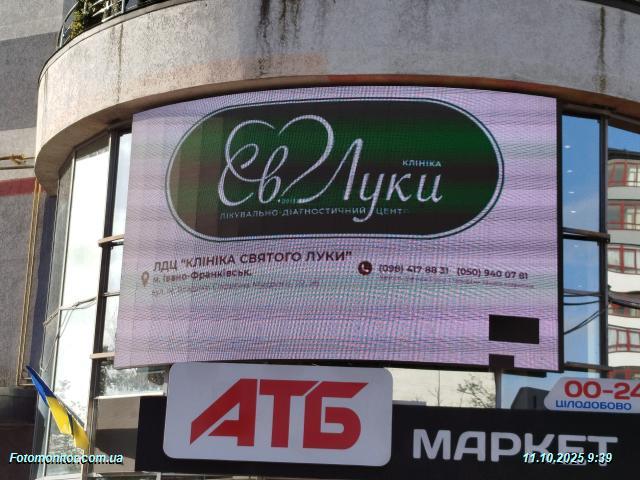 КЛІНІКА
Св Луки
ЛІКУВАЛЬНО-ДІАГНОСТИЧНИЙ ЦЕНТР
ЛДЦ "КЛІНІКА СВЯТОГО ЛУКИ"
м. Івано-Франківськ,
(098) 417 88 31 (050) 940 07 81
АТБ
МАРКЕТ
00-24
ЦІЛОДОБОВО
Fotomonitor.com.ua
11.10.2025 9:39